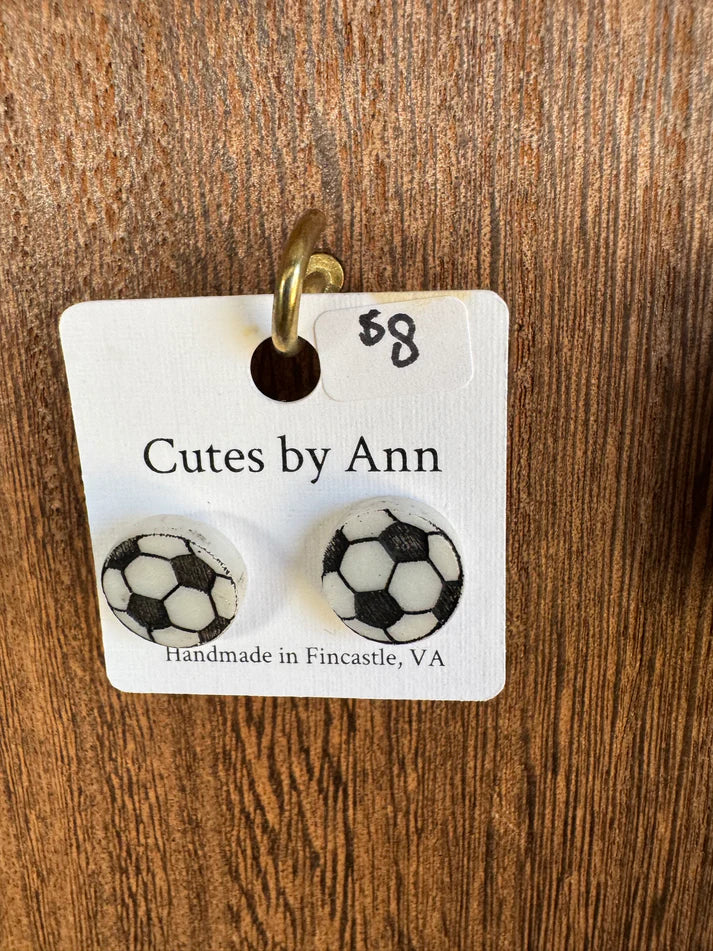 $8
Cutes by Ann
Handmade in Fincastle, VA